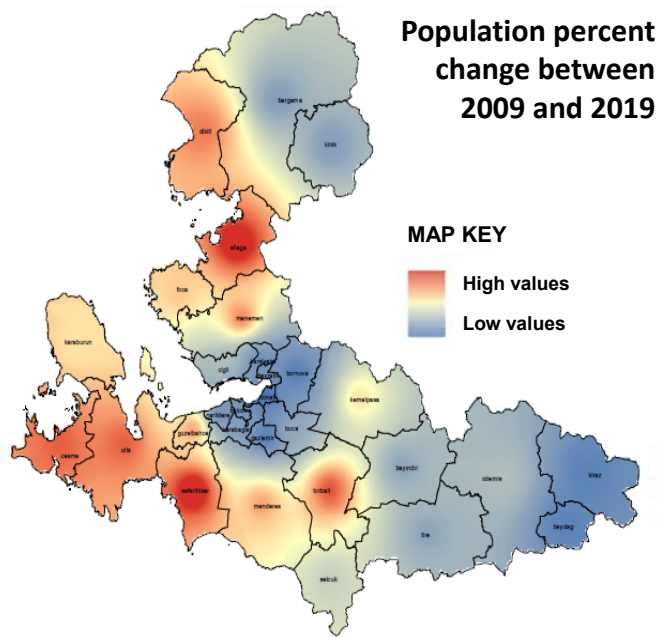 Population percent
change between
2009 and 2019
bergama
dikili
kinik
MAP KEY
aliaga
High values
foca
menemen
Low values
karaburun
cigli
bornova
kemalpasa
guzelbahce
buca
gaziemir
cesme
urla
bayindir
odemis
kiraz
seferihisar
torbali
menderes
tire
beydag
selcuk